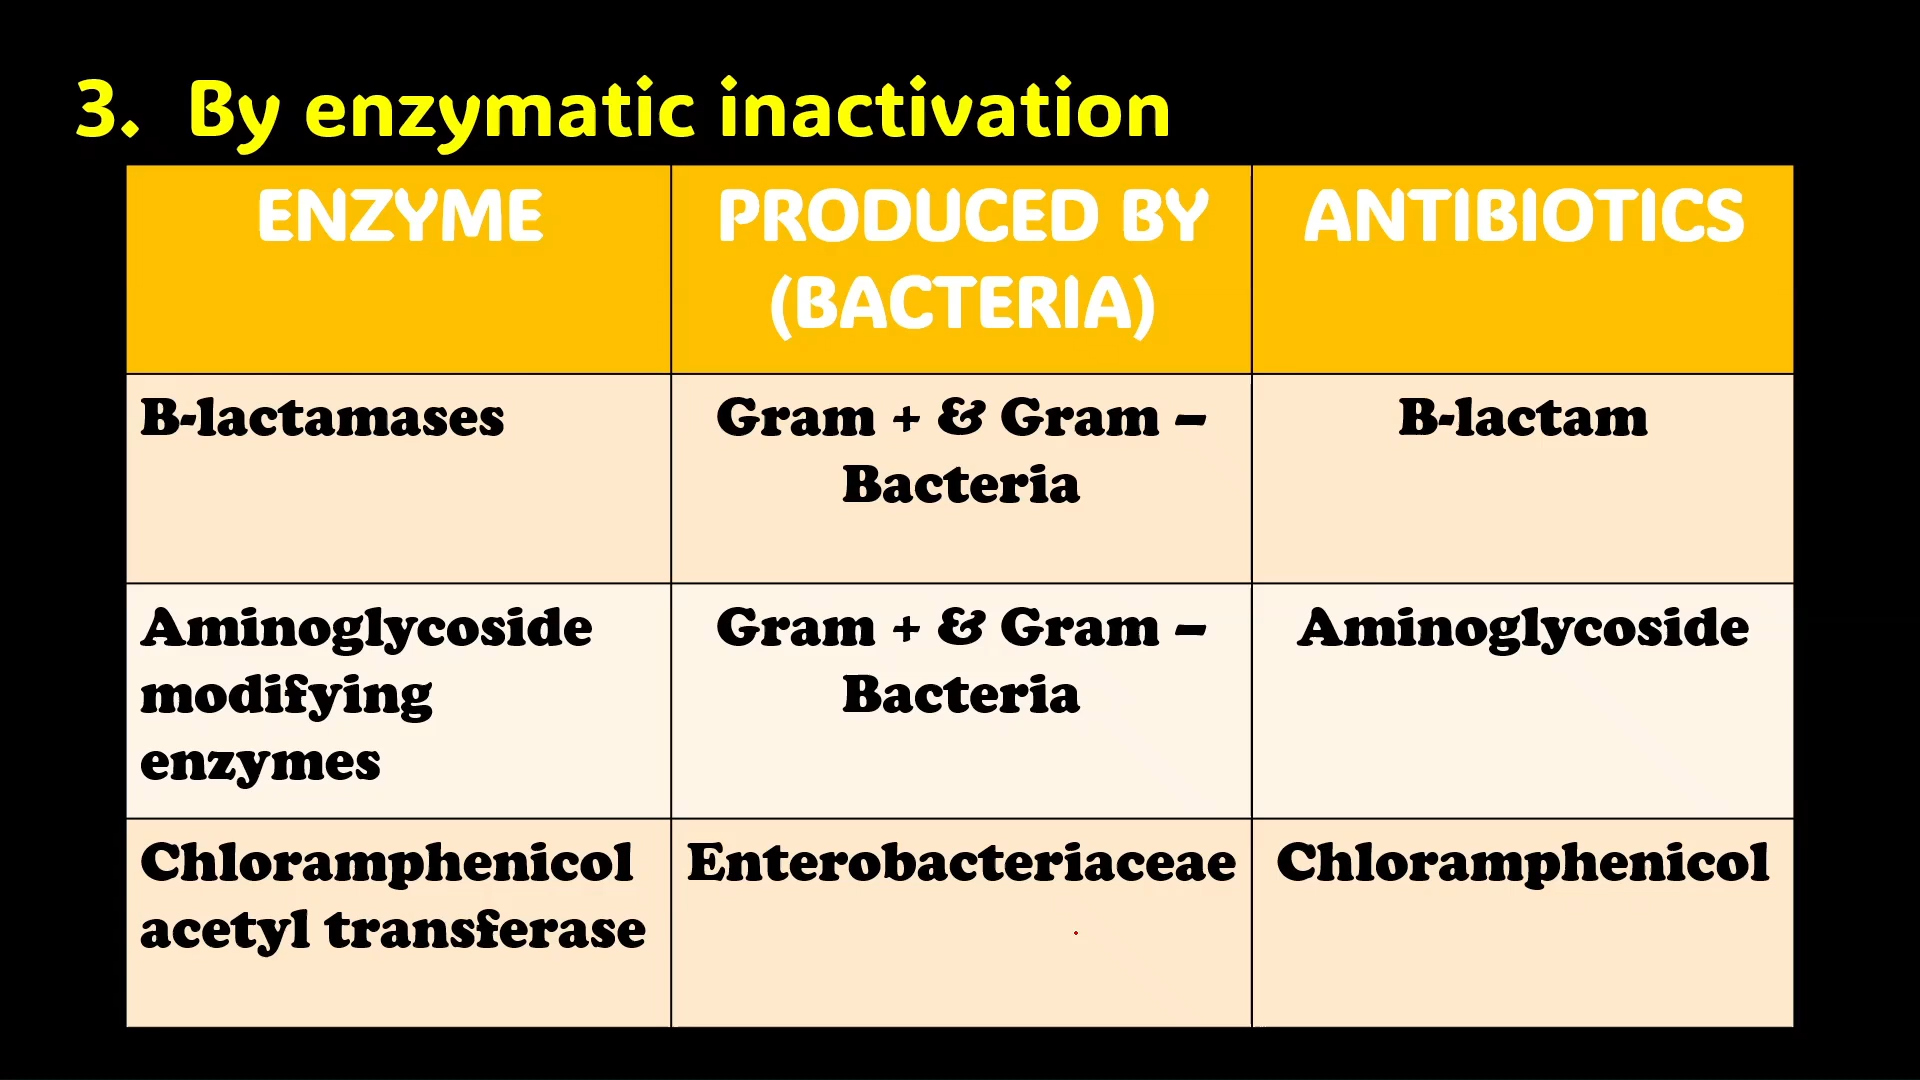 3. By enzymatic inactivation
ENZYME
PRODUCED BY
(BACTERIA)
ANTIBIOTICS
B-lactamases
Gram + & Gram –
Bacteria
B-lactam
Aminoglycoside
modifying
enzymes
Gram + & Gram –
Bacteria
Aminoglycoside
Chloramphenicol
acetyl transferase
Enterobacteriaceae
Chloramphenicol